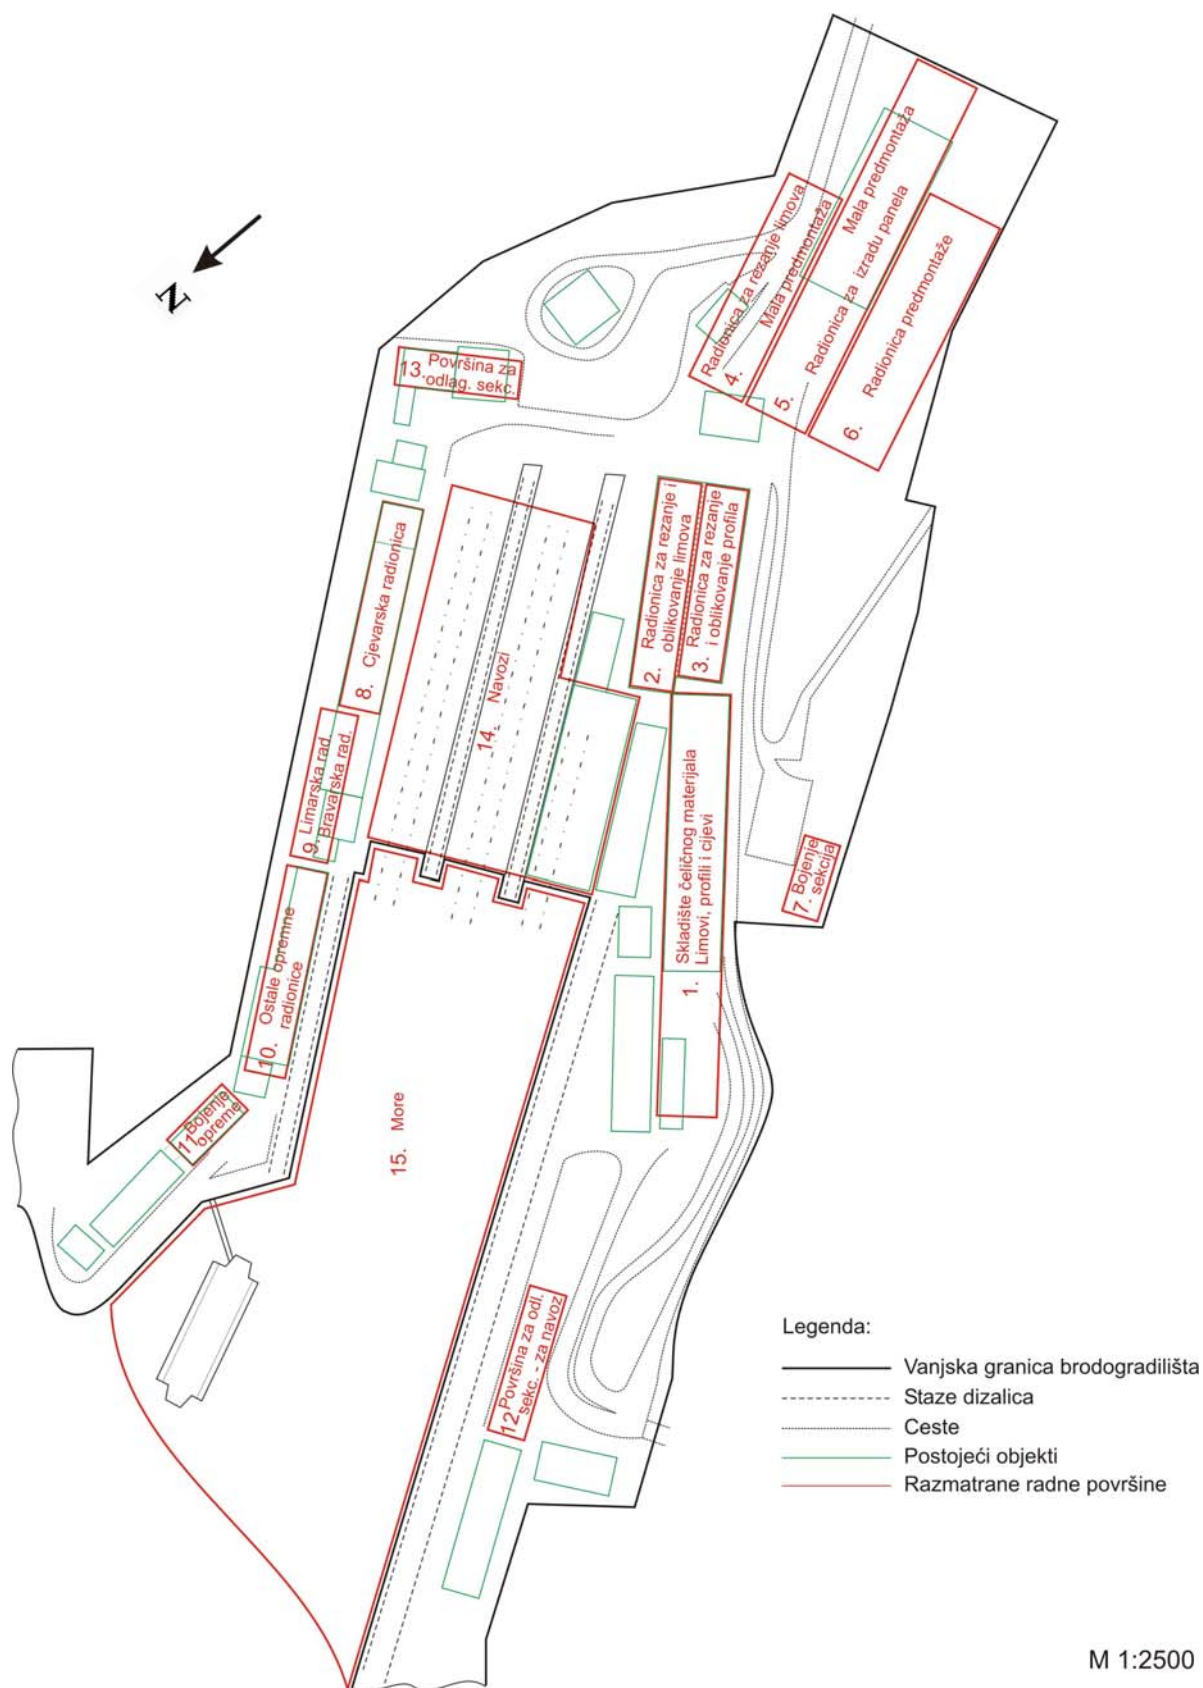 N
Radionica za rezanje limova
4. Mala predmontaža
Mala predmontaža
5. Radionica za izradu panela
6. Radionica predmontaže
13. Površina za
odlag. sekc.
2. Radionica za rezanje i
oblikovanje limova
3. Radionica za rezanje
i oblikovanje profila
8. Cjevarska radionica
14. Navozi
9. Limarska rad.
Bravarska rad.
1. Skladište čeličnog materijala
Limovi, profili i cijevi
7. Bojenje
sekcija
10. Ostale opremne
radionice
11. Bojenje
opreme
15. More
12. Površina za odl.
sekc. - za navoz
Legenda:
Vanjska granica brodogradilišta
Staze dizalica
Ceste
Postojeći objekti
Razmatrane radne površine
M 1:2500